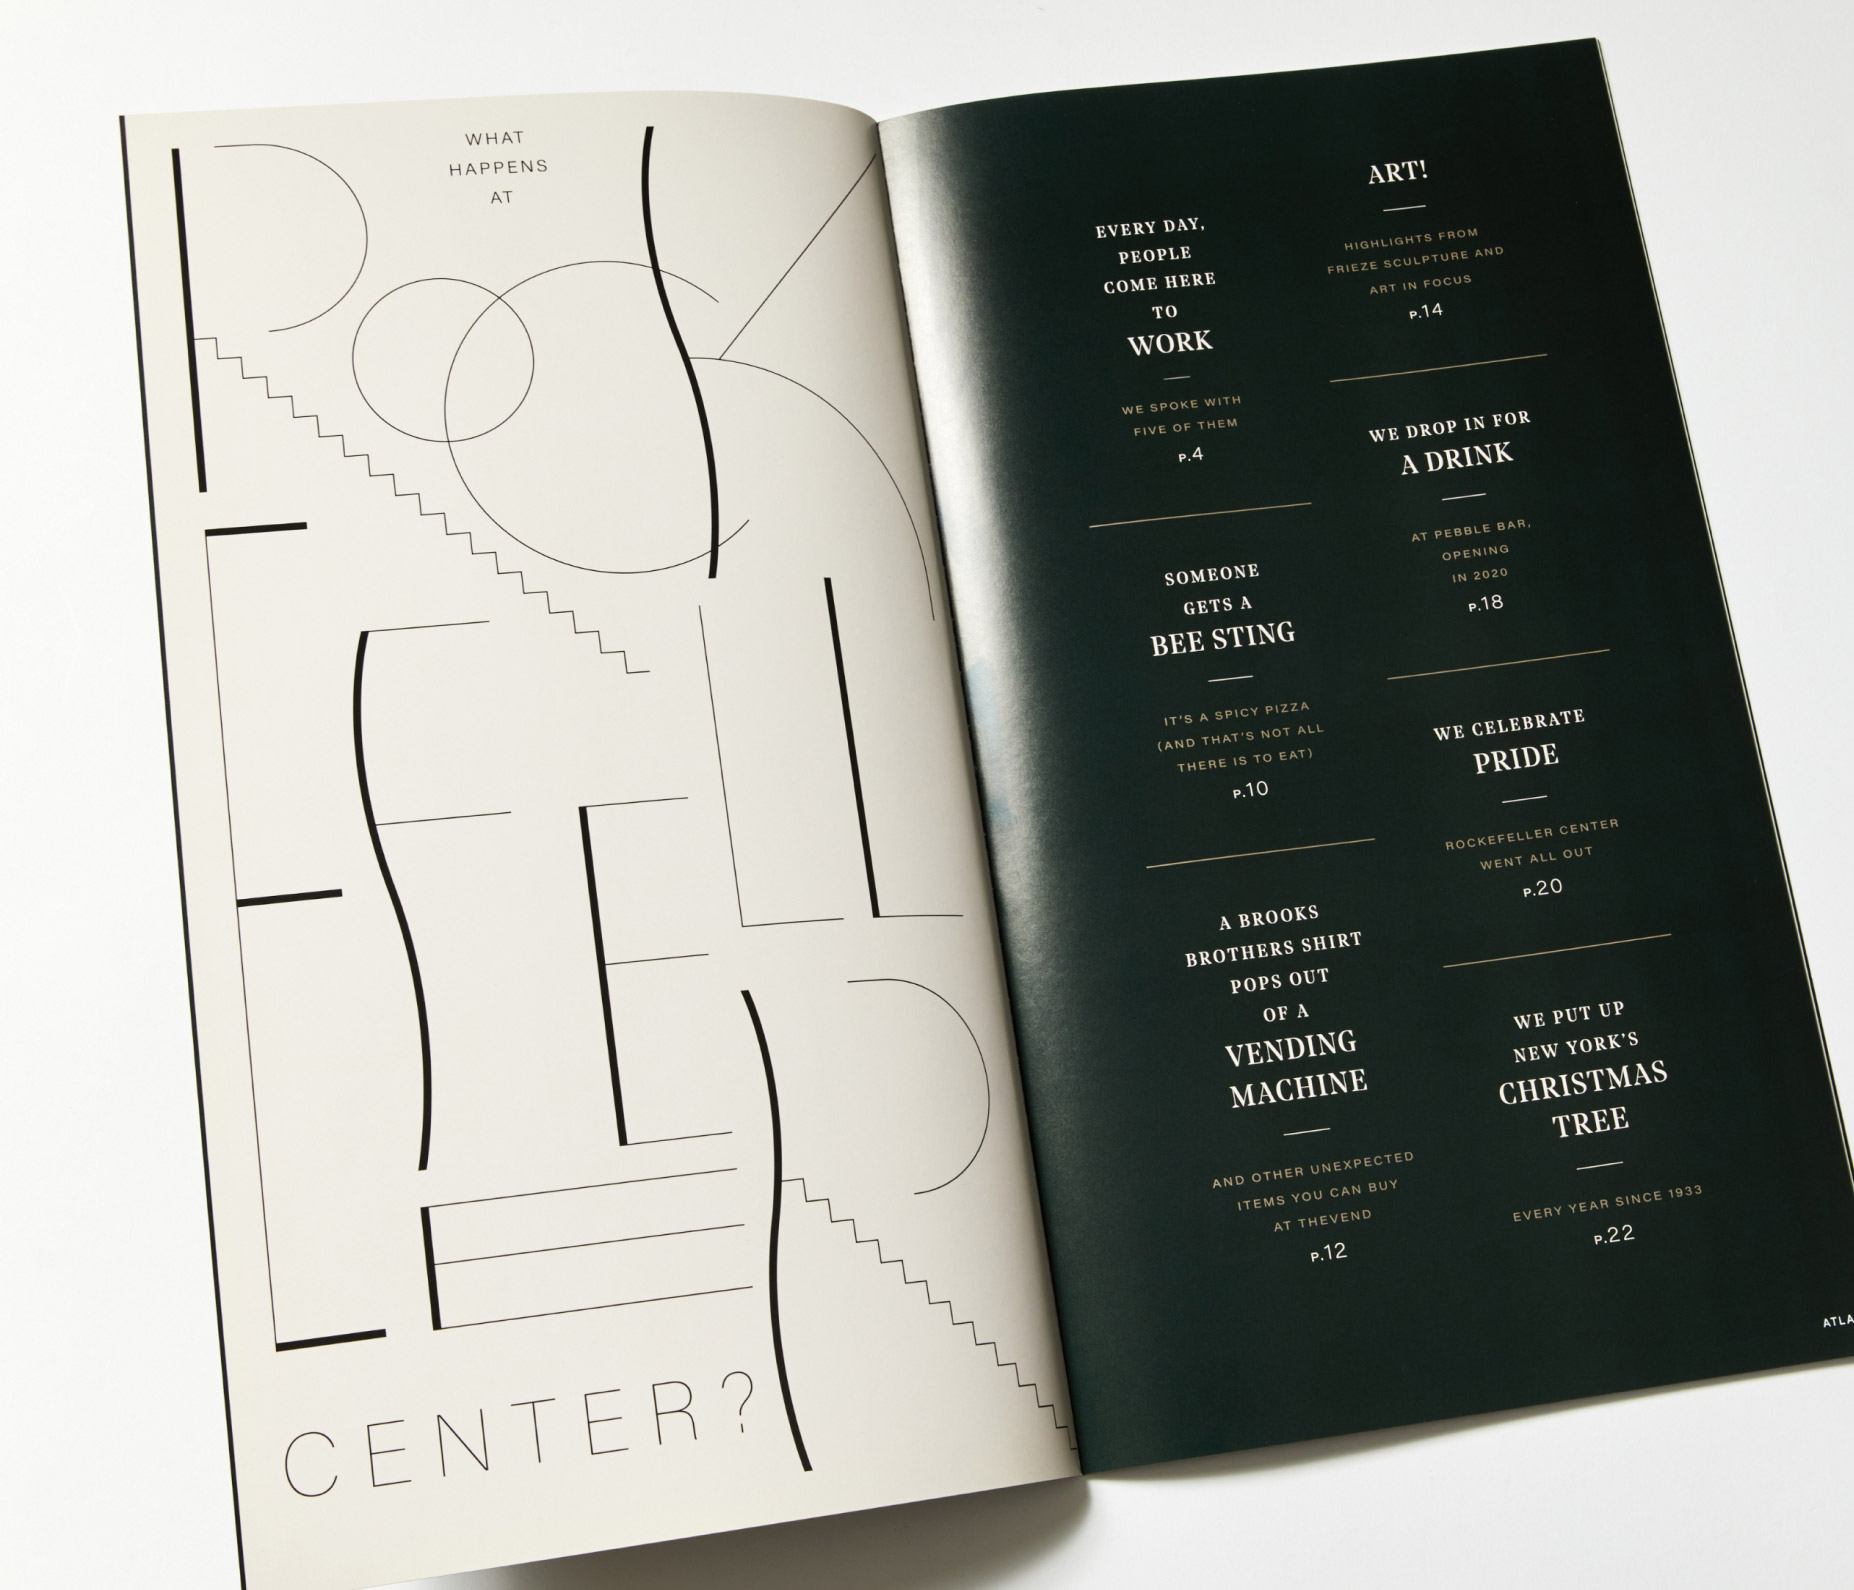 WHAT
HAPPENS
AT
ROCKEFELLER
CENTER?
EVERY DAY,
PEOPLE
COME HERE
TO
WORK
WE SPOKE WITH
FIVE OF THEM
P.4
SOMEONE
GETS A
BEE STING
IT'S A SPICY PIZZA
(AND THAT'S NOT ALL
THERE IS TO EAT)
P.10
A BROOKS
BROTHERS SHIRT
POPS OUT
OF A
VENDING
MACHINE
AND OTHER UNEXPECTED
ITEMS YOU CAN BUY
AT THEVEND
P.12
ART!
HIGHLIGHTS FROM
FRIEZE SCULPTURE AND
ART IN FOCUS
P.14
WE DROP IN FOR
A DRINK
AT PEBBLE BAR,
OPENING
IN 2020
P.18
WE CELEBRATE
PRIDE
ROCKEFELLER CENTER
WENT ALL OUT
P.20
WE PUT UP
NEW YORK'S
CHRISTMAS
TREE
EVERY YEAR SINCE 1933
P.22